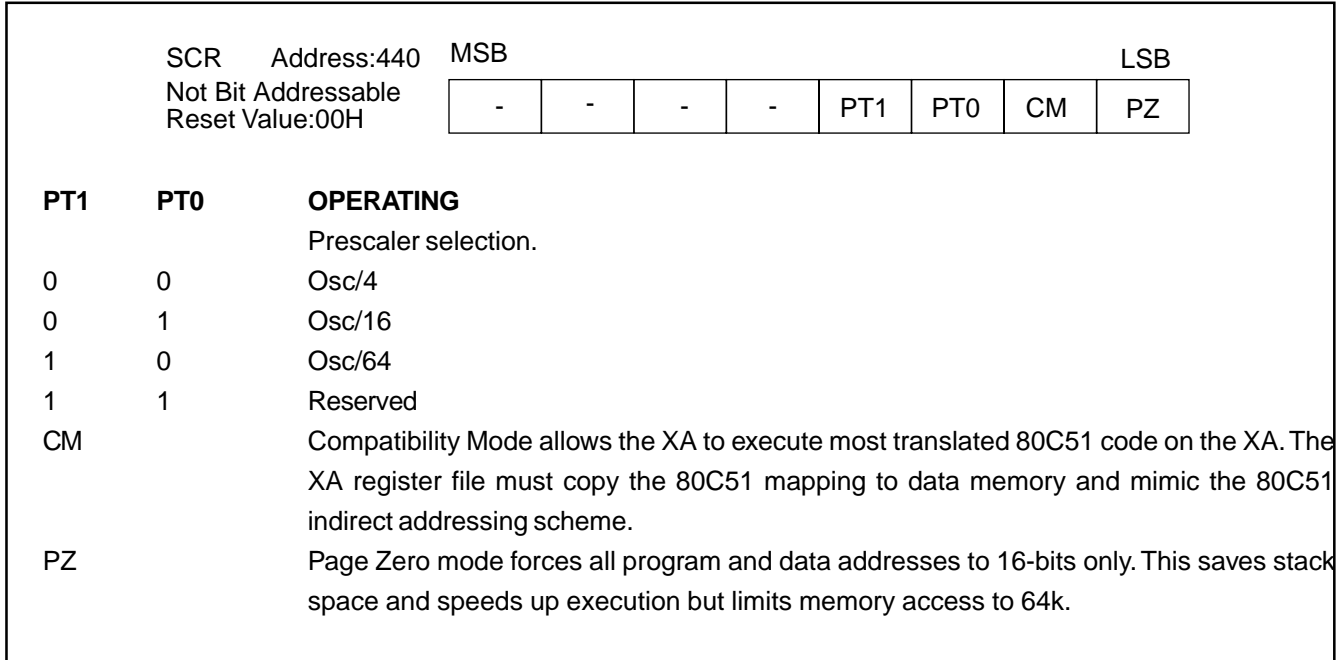 SCR Address:440 MSB LSB
Not Bit Addressable
Reset Value:00H
- - - - PT1 PT0 CM PZ
PT1 PT0 OPERATING
Prescaler selection.
0 0 Osc/4
0 1 Osc/16
1 0 Osc/64
1 1 Reserved
CM Compatibility Mode allows the XA to execute most translated 80C51 code on the XA. The
XA register file must copy the 80C51 mapping to data memory and mimic the 80C51
indirect addressing scheme.
PZ Page Zero mode forces all program and data addresses to 16-bits only. This saves stack
space and speeds up execution but limits memory access to 64k.